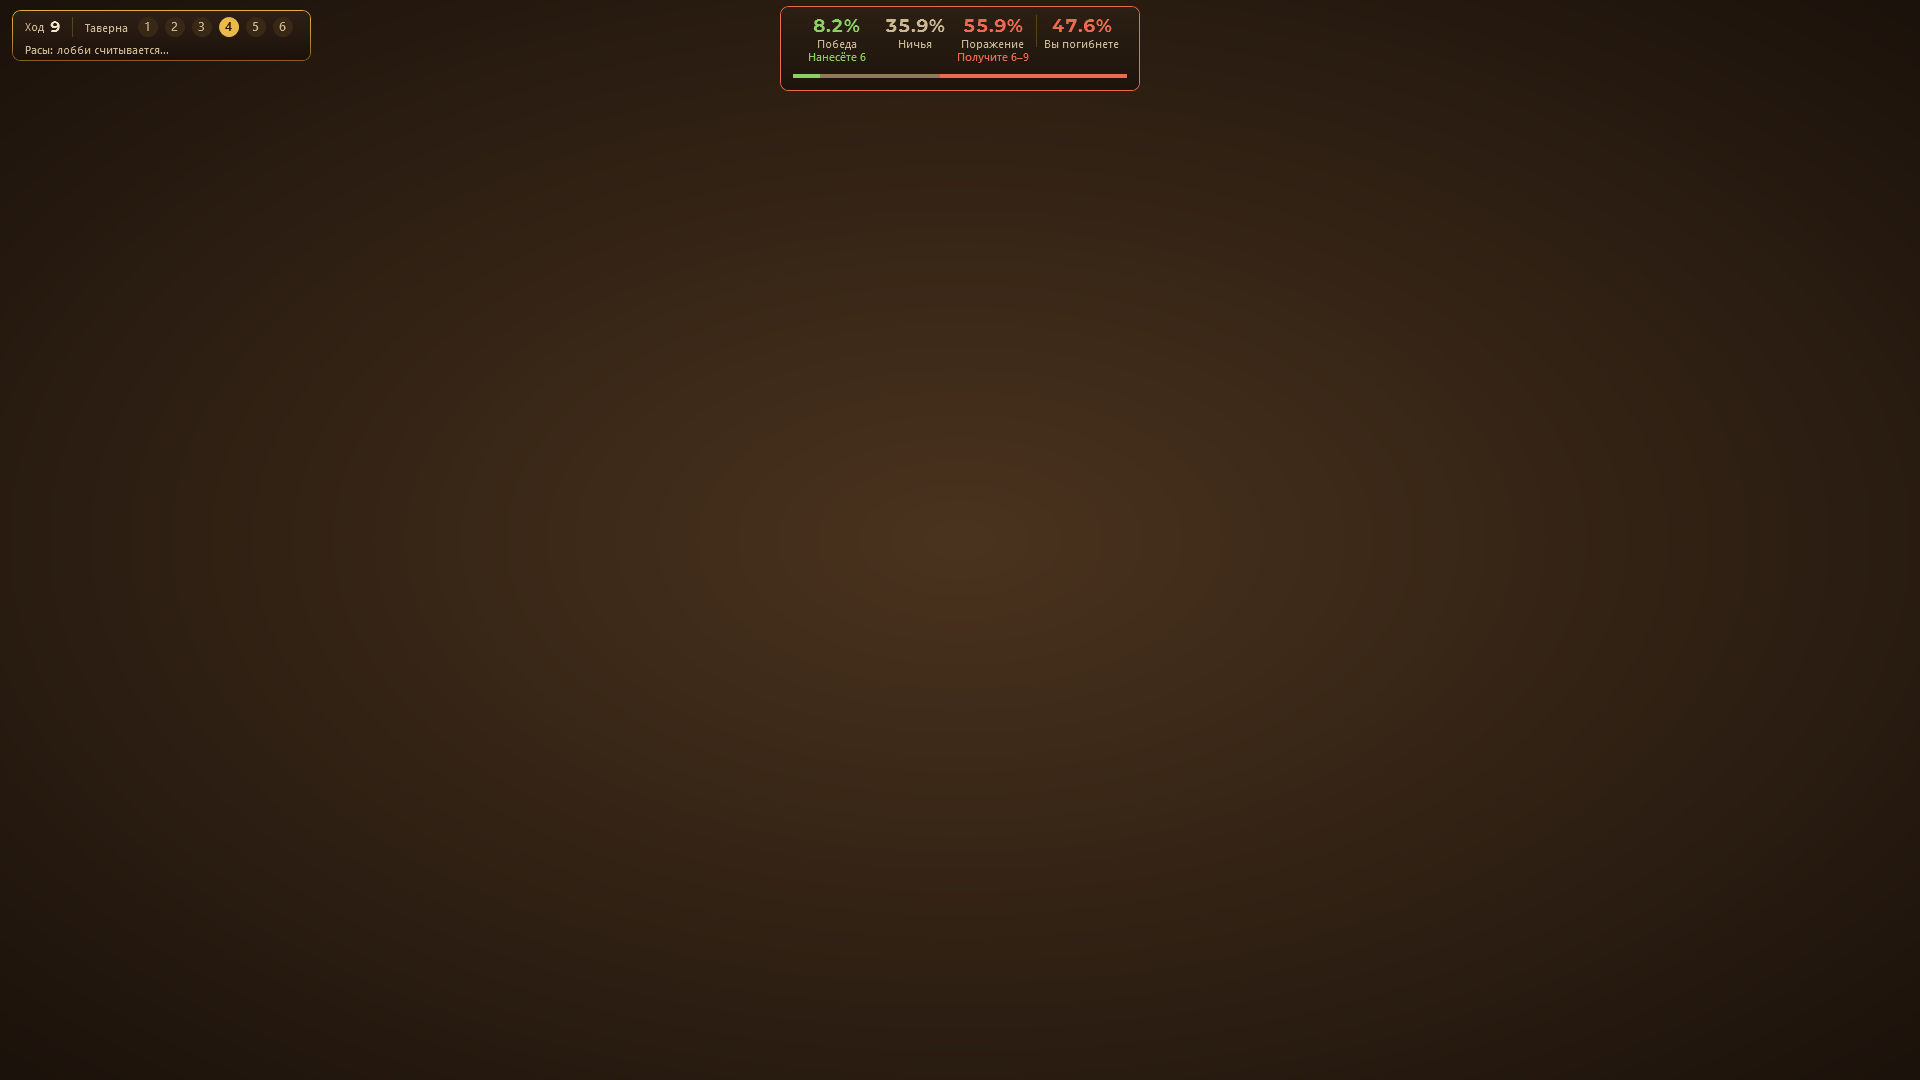 Ход 9 Таверна 1 2 3 4 5 6
Расы: лобби считывается...
8.2% 35.9% 55.9% 47.6%
Победа Ничья Поражение Вы погибнете
Нанесёте 6 Получите 6–9